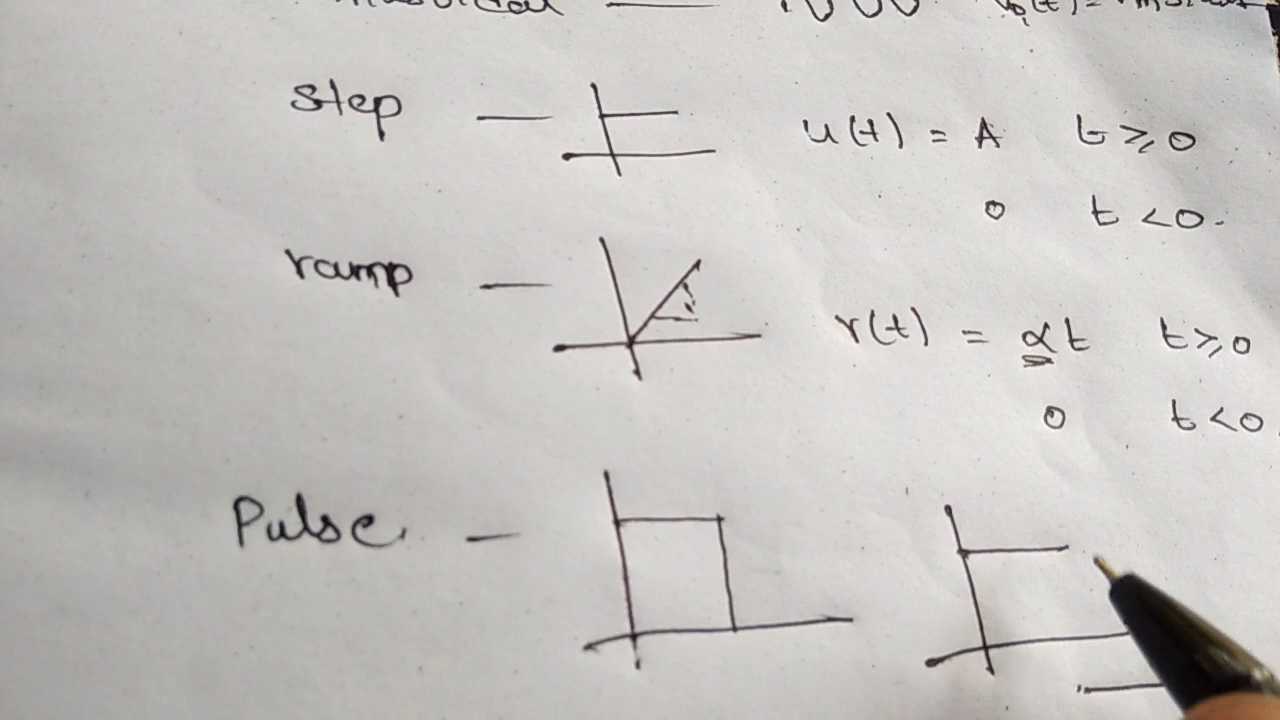 step — u(t) = A t ≥ 0
0 t < 0.
ramp — r(t) = αt t ≥ 0
0 t < 0
Pulse. —